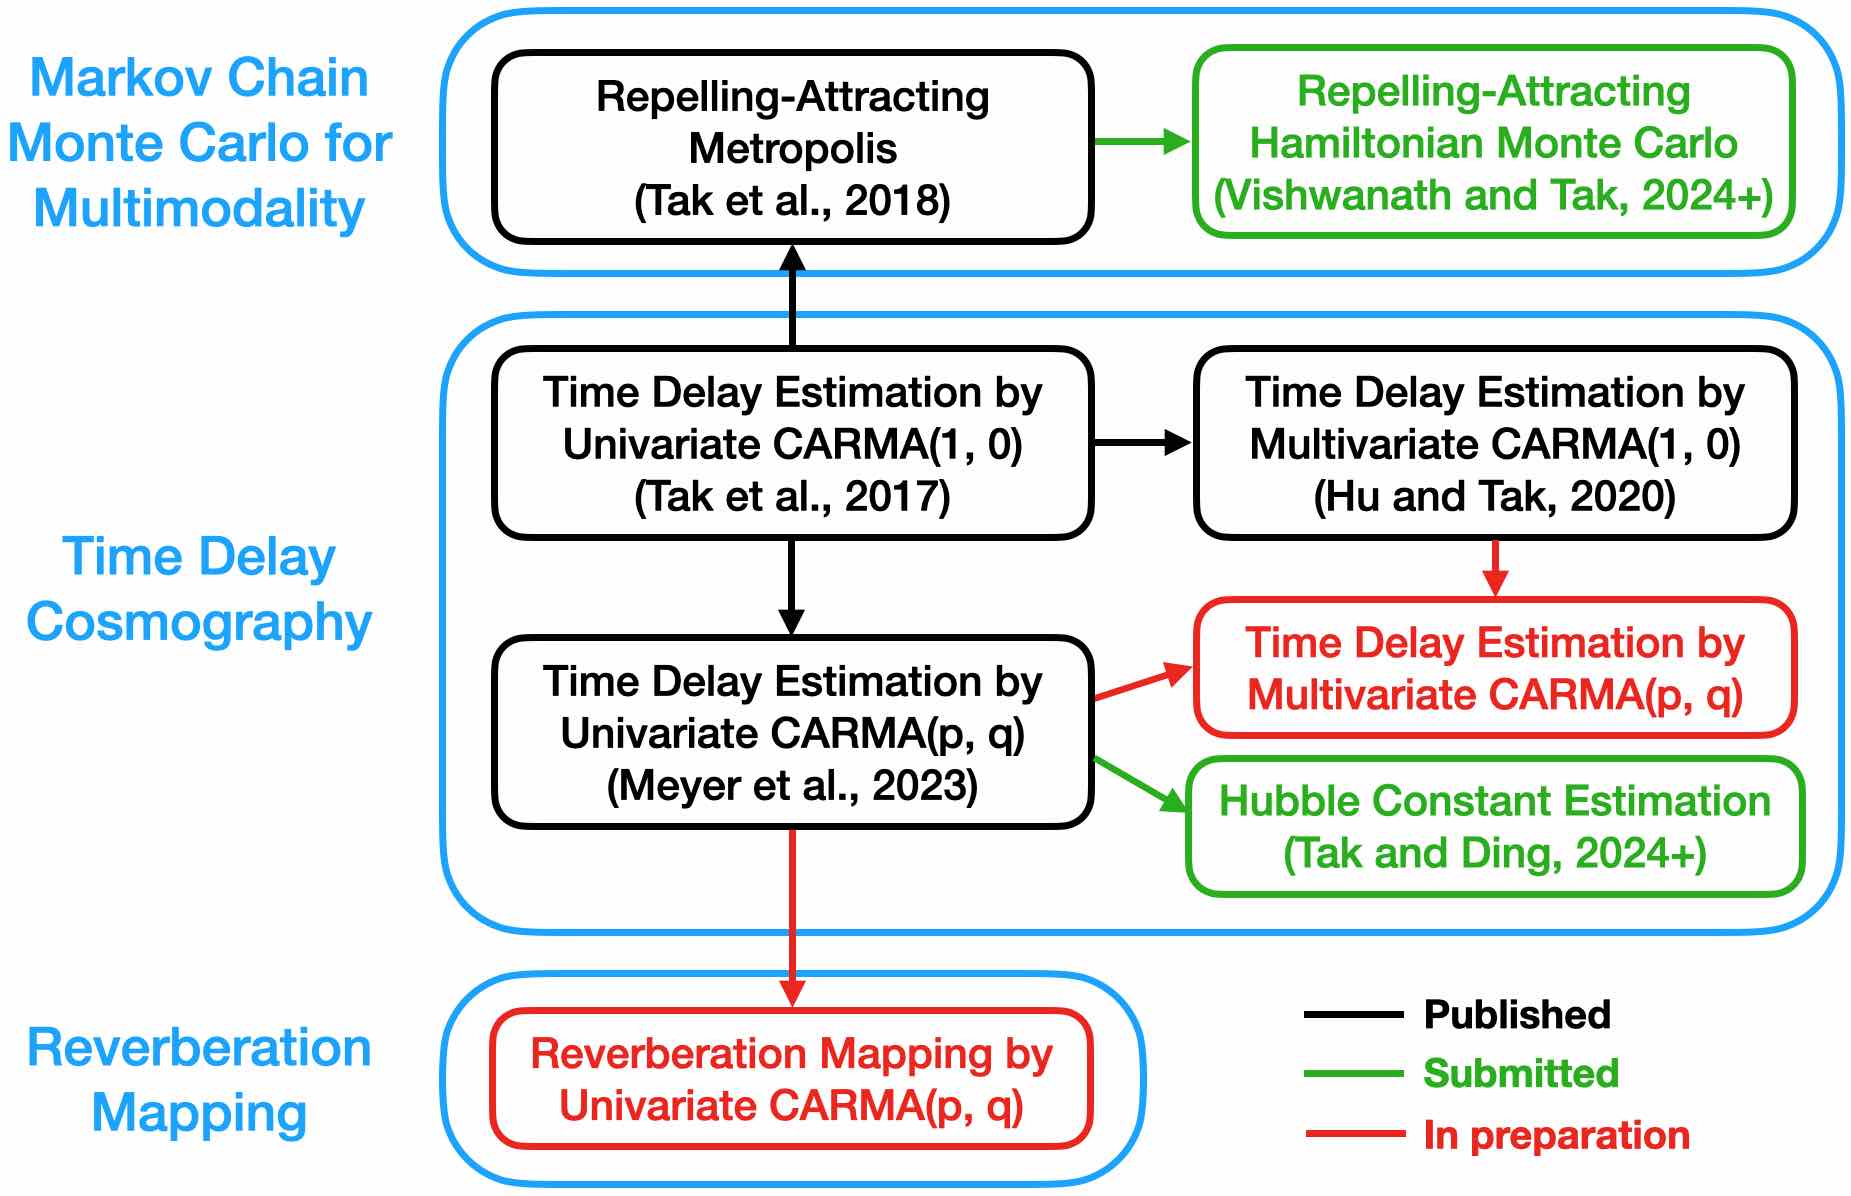 Markov Chain
Monte Carlo for
Multimodality
Repelling-Attracting
Metropolis
(Tak et al., 2018)
Repelling-Attracting
Hamiltonian Monte Carlo
(Vishwanath and Tak, 2024+)
Time Delay
Cosmography
Time Delay Estimation by
Univariate CARMA(1, 0)
(Tak et al., 2017)
Time Delay Estimation by
Multivariate CARMA(1, 0)
(Hu and Tak, 2020)
Time Delay Estimation by
Univariate CARMA(p, q)
(Meyer et al., 2023)
Time Delay Estimation by
Multivariate CARMA(p, q)
Hubble Constant Estimation
(Tak and Ding, 2024+)
Reverberation
Mapping
Reverberation Mapping by
Univariate CARMA(p, q)
Published
Submitted
In preparation